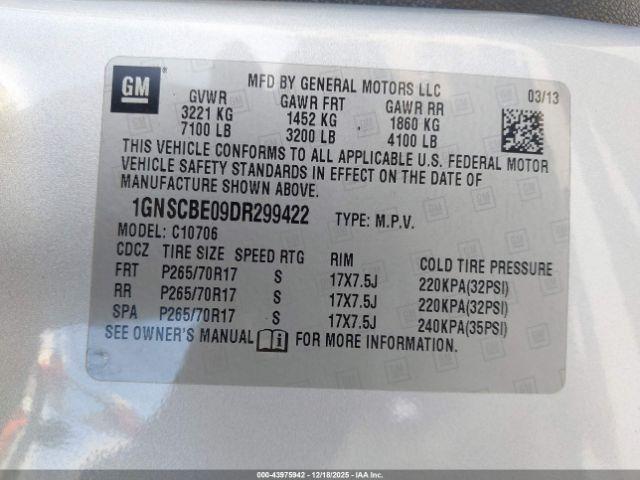 GM
MFD BY GENERAL MOTORS LLC
03/13
GVWR GAWR FRT GAWR RR
3221 KG 1452 KG 1860 KG
7100 LB 3200 LB 4100 LB
THIS VEHICLE CONFORMS TO ALL APPLICABLE U.S. FEDERAL MOTOR
VEHICLE SAFETY STANDARDS IN EFFECT ON THE DATE OF
MANUFACTURE SHOWN ABOVE.
1GNSCBE09DR299422 TYPE: M.P.V.
MODEL: C10706
CDCZ TIRE SIZE SPEED RTG RIM COLD TIRE PRESSURE
FRT P265/70R17 S 17X7.5J 220KPA(32PSI)
RR P265/70R17 S 17X7.5J 220KPA(32PSI)
SPA P265/70R17 S 17X7.5J 240KPA(35PSI)
SEE OWNER'S MANUAL FOR MORE INFORMATION.
000-43975942 - 12/18/2025 - IAAI.com